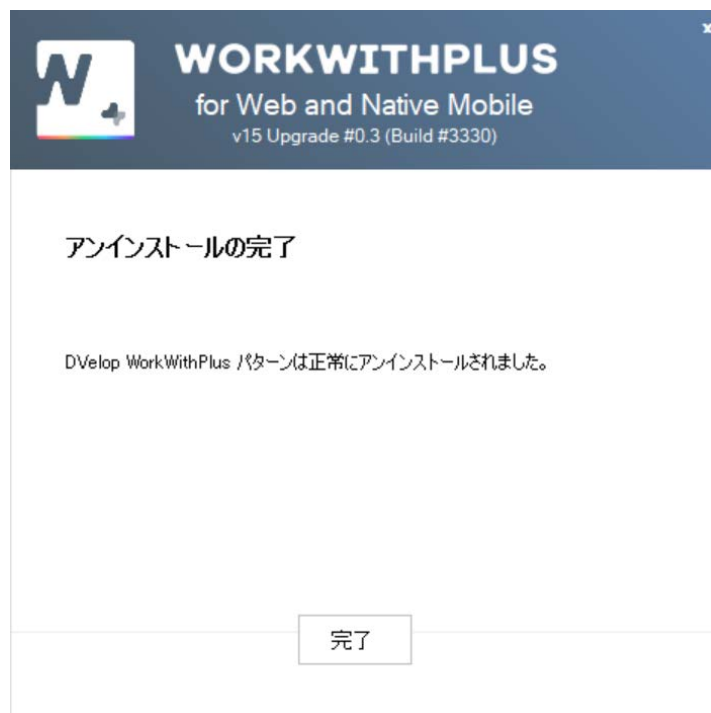 WORKWITHPLUS
for Web and Native Mobile
v15 Upgrade #0.3 (Build #3330)
x
アンインストールの完了
DVelop WorkWithPlus パターンは正常にアンインストールされました。
完了